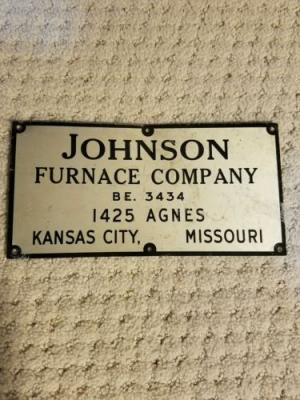 JOHNSON
FURNACE COMPANY
BE. 3434
1425 AGNES
KANSAS CITY, MISSOURI